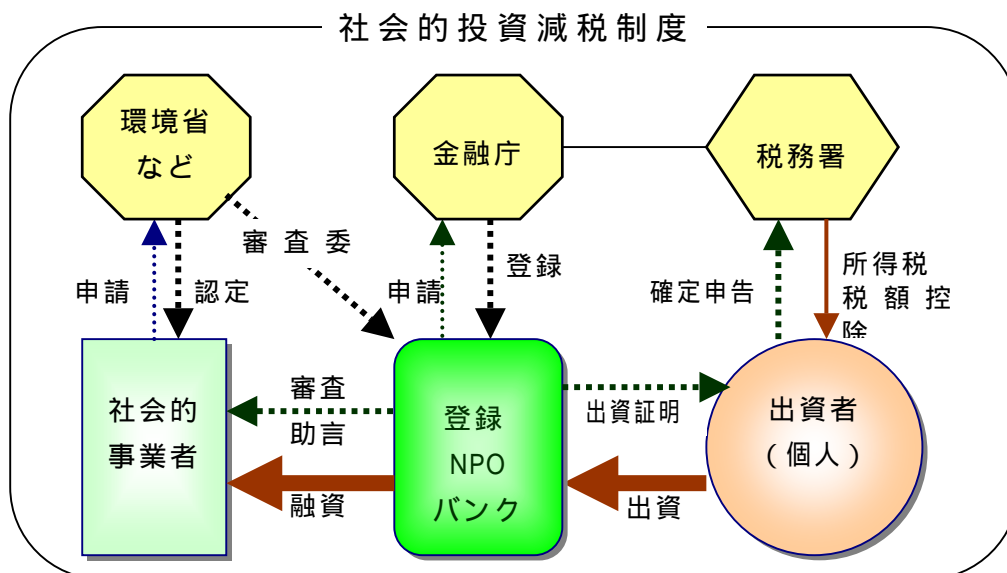 社会的投資減税制度
環境省
など
金融庁
税務署
審査委
申請
認定
申請
登録
確定申告
所得税
税額控
除
社会的
事業者
審査
助言
融資
登録
NPO
バンク
出資証明
出資
出資者
（個人）